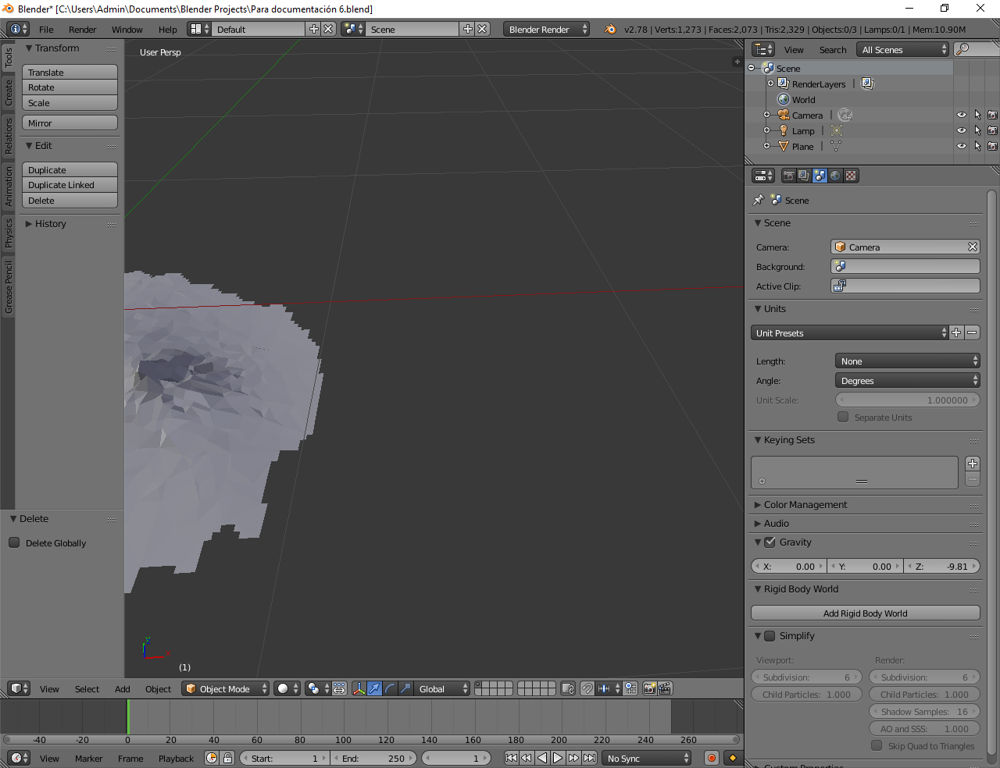 Blender* [C:\Users\Admin\Documents\Blender Projects\Para documentación 6.blend]
File Render Window Help Default Scene Blender Render v2.78 | Verts:1,273 | Faces:2,073 | Tris:2,329 | Objects:0/3 | Lamps:0/1 | Mem:10.90M
Tools
Create
Relations
Animation
Physics
Grease Pencil
Transform
Translate
Rotate
Scale
Mirror
Edit
Duplicate
Duplicate Linked
Delete
History
Delete
Delete Globally
User Persp
(1)
View Select Add Object Object Mode Global
-40 -20 0 20 40 60 80 100 120 140 160 180 200 220 240 260
View Marker Frame Playback Start: 1 End: 250 1 No Sync
View Search All Scenes
Scene
RenderLayers |
World
Camera |
Lamp |
Plane |
Scene
Scene
Camera: Camera
Background:
Active Clip:
Units
Unit Presets
Length: None
Angle: Degrees
Unit Scale: 1.000000
Separate Units
Keying Sets
Color Management
Audio
Gravity
X: 0.00 Y: 0.00 Z: -9.81
Rigid Body World
Add Rigid Body World
Simplify
Viewport: Render:
Subdivision: 6 Subdivision: 6
Child Particles: 1.000 Child Particles: 1.000
Shadow Samples: 16
AO and SSS: 1.000
Skip Quad to Triangles
Custom Properties